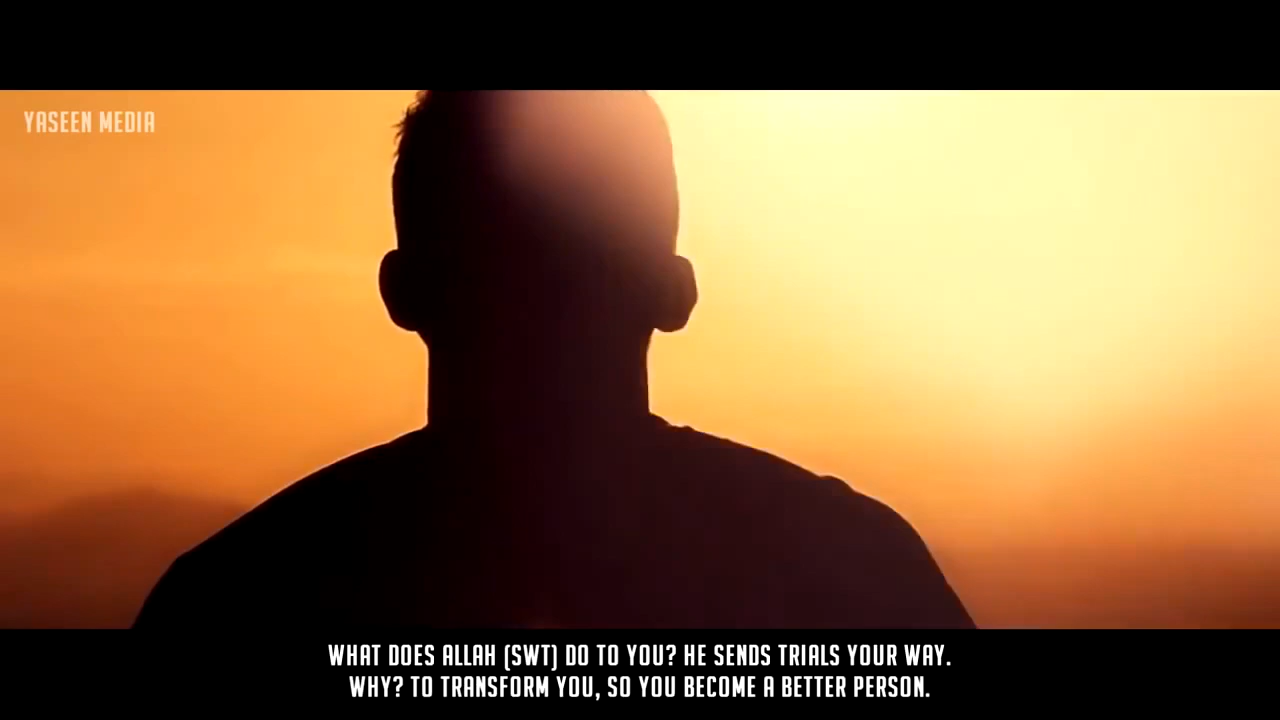 YASEEN MEDIA
WHAT DOES ALLAH (SWT) DO TO YOU? HE SENDS TRIALS YOUR WAY.
WHY? TO TRANSFORM YOU, SO YOU BECOME A BETTER PERSON.